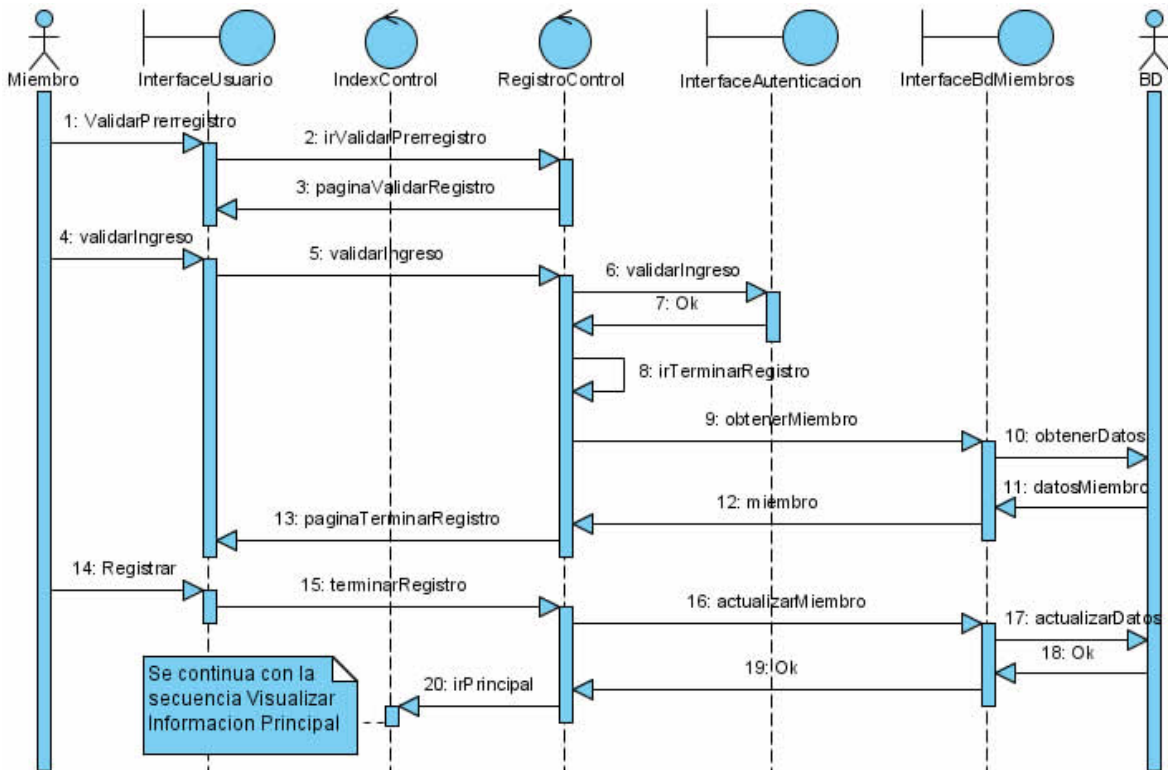 Miembro
InterfaceUsuario
IndexControl
RegistroControl
InterfaceAutenticacion
InterfaceBdMiembros
BD
1: ValidarPrerregistro
2: irValidarPrerregistro
3: paginaValidarRegistro
4: validarIngreso
5: validarIngreso
6: validarIngreso
7: Ok
8: irTerminarRegistro
9: obtenerMiembro
10: obtenerDatos
11: datosMiembro
12: miembro
13: paginaTerminarRegistro
14: Registrar
15: terminarRegistro
16: actualizarMiembro
17: actualizarDatos
18: Ok
19: Ok
20: irPrincipal
Se continua con la
secuencia Visualizar
Informacion Principal